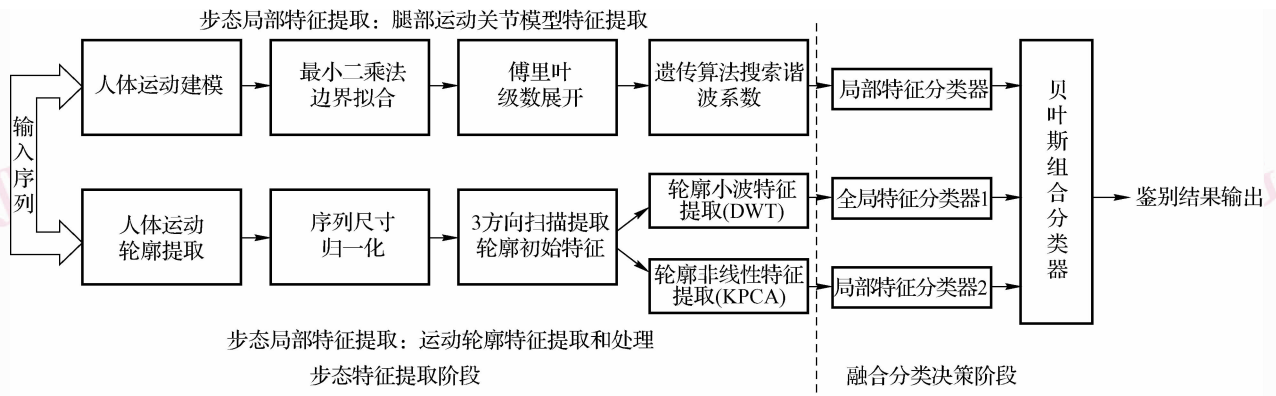 步态局部特征提取：腿部运动关节模型特征提取
输入序列
人体运动建模
最小二乘法
边界拟合
傅里叶
级数展开
遗传算法搜索谐
波系数
局部特征分类器
贝叶斯组合分类器
人体运动
轮廓提取
序列尺寸
归一化
3方向扫描提取
轮廓初始特征
轮廓小波特征
提取(DWT)
全局特征分类器1
鉴别结果输出
轮廓非线性特征
提取(KPCA)
局部特征分类器2
步态局部特征提取：运动轮廓特征提取和处理
步态特征提取阶段
融合分类决策阶段